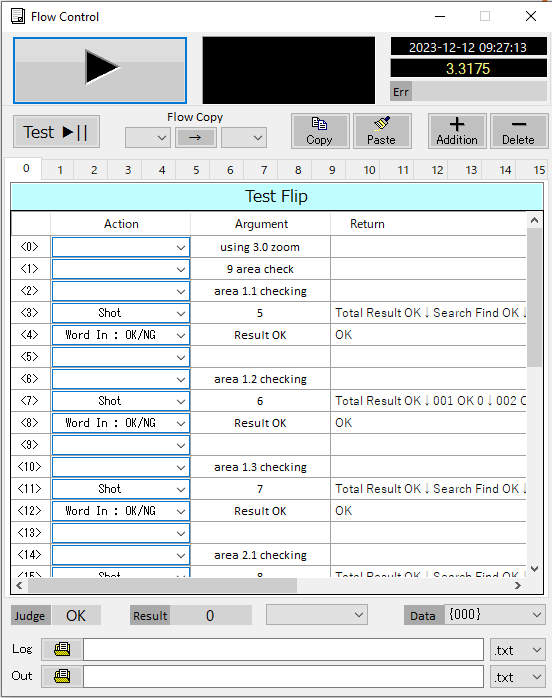 Flow Control
2023-12-12 09:27:13
3.3175
Err
Test ▶||
Flow Copy
→
Copy
Paste
Addition
Delete
0 1 2 3 4 5 6 7 8 9 10 11 12 13 14 15
Test Flip
Action Argument Return
<0> using 3.0 zoom
<1> 9 area check
<2> area 1.1 checking
<3> Shot 5 Total Result OK ↓ Search Find OK ↓
<4> Word In : OK/NG Result OK OK
<5>
<6> area 1.2 checking
<7> Shot 6 Total Result OK ↓ 001 OK 0 ↓ 002
<8> Word In : OK/NG Result OK OK
<9>
<10> area 1.3 checking
<11> Shot 7 Total Result OK ↓ Search Find OK ↓
<12> Word In : OK/NG Result OK OK
<13>
<14> area 2.1 checking
<15> Shot 8 Total Result OK ↓ Search Find OK ↓
Judge OK Result 0 Data {000}
Log .txt
Out .txt